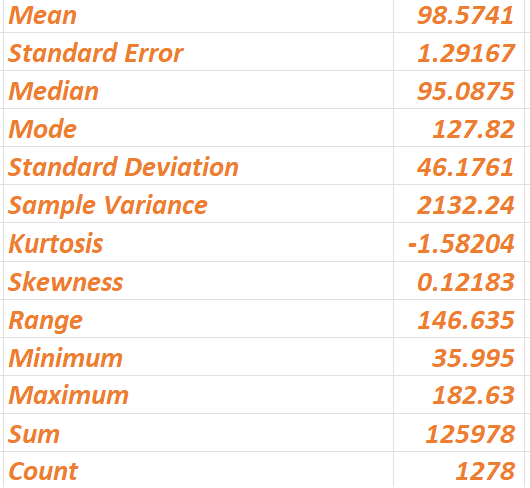 Mean 98.5741
Standard Error 1.29167
Median 95.0875
Mode 127.82
Standard Deviation 46.1761
Sample Variance 2132.24
Kurtosis -1.58204
Skewness 0.12183
Range 146.635
Minimum 35.995
Maximum 182.63
Sum 125978
Count 1278